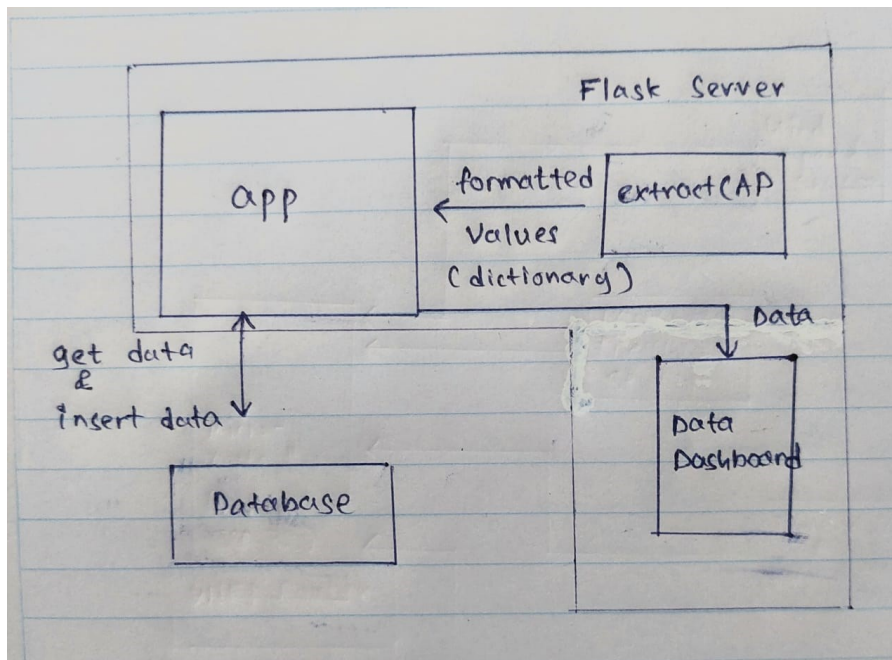 Flask Server
app
formatted
values
(dictionary)
extractCAP
Data
get data
&
insert data
Data
Dashboard
Database